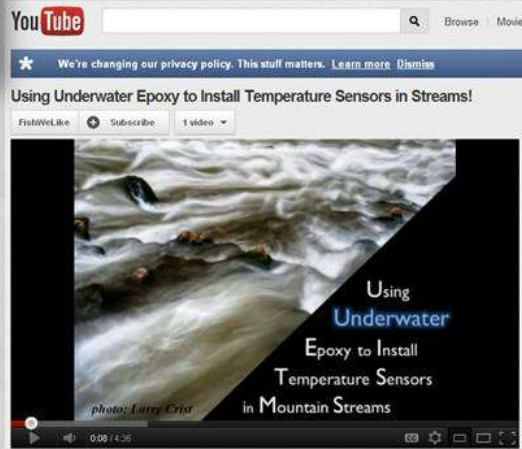 YouTube
Browse
Movie
We're changing our privacy policy. This stuff matters. Learn more Dismiss
Using Underwater Epoxy to Install Temperature Sensors in Streams!
FishWeLike
Subscribe
1 video
Using
Underwater
Epoxy to Install
Temperature Sensors
in Mountain Streams
photo: Larry Crist
0:08 / 4:36
CC